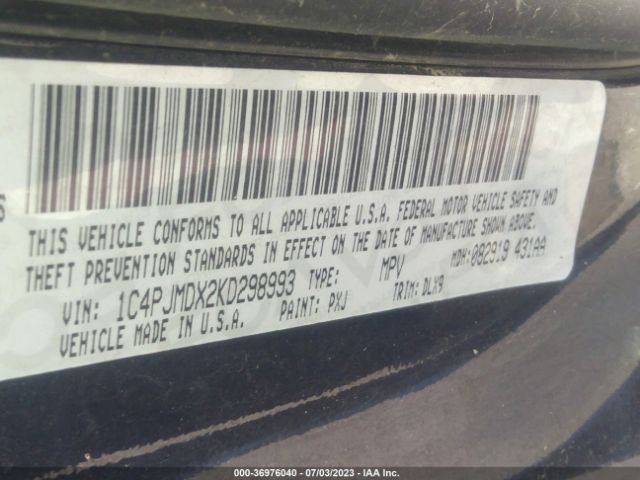 S
THIS VEHICLE CONFORMS TO ALL APPLICABLE U.S.A. FEDERAL MOTOR VEHICLE SAFETY AND
THEFT PREVENTION STANDARDS IN EFFECT ON THE DATE OF MANUFACTURE SHOWN ABOVE.
VIN: 1C4PJMDX2KD298993 TYPE: MPV MDH:082919 431AA
VEHICLE MADE IN U.S.A. PAINT: PXJ TRIM: DLX9
000-36976040 - 07/03/2023 - IAA Inc.